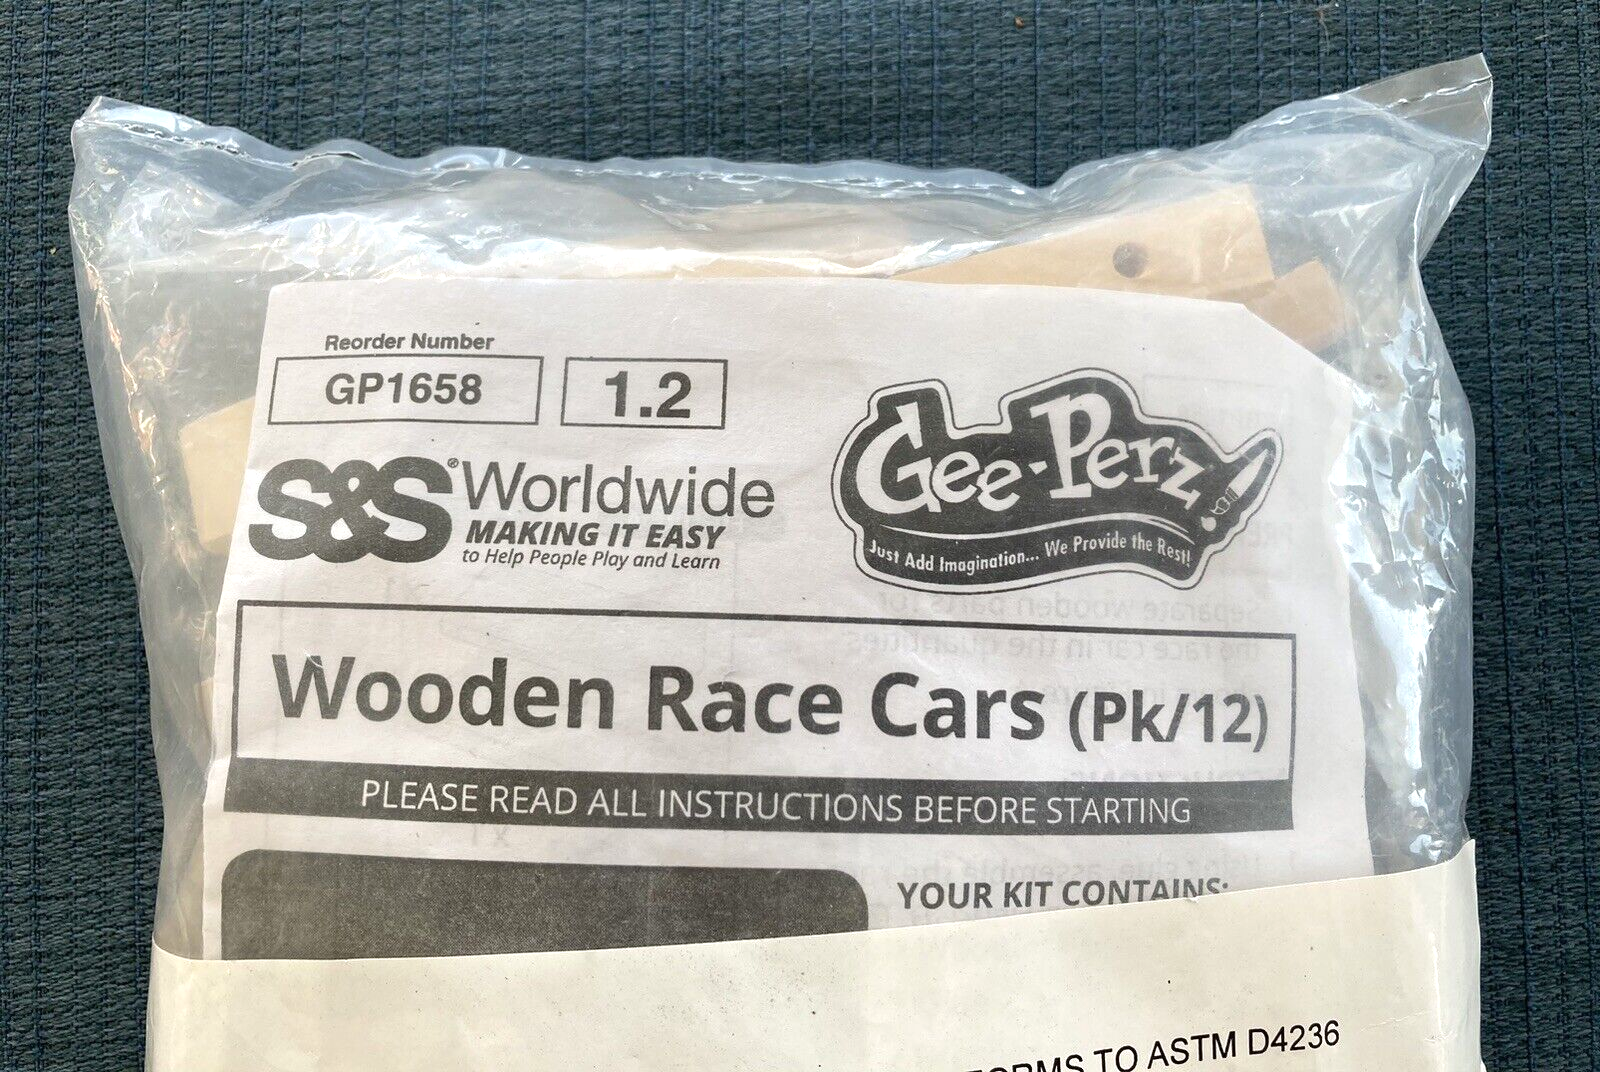 Reorder Number
GP1658
1.2
S&S® Worldwide
MAKING IT EASY
to Help People Play and Learn
Gee-Perz
Just Add Imagination... We Provide the Rest!
Wooden Race Cars (Pk/12)
PLEASE READ ALL INSTRUCTIONS BEFORE STARTING
YOUR KIT CONTAINS:
TO ASTM D4236